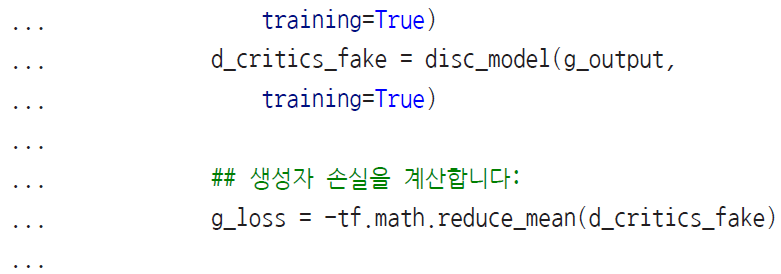 ...             training=True)
...         d_critics_fake = disc_model(g_output,
...             training=True)
...
...         ## 생성자 손실을 계산합니다:
...         g_loss = -tf.math.reduce_mean(d_critics_fake)
...